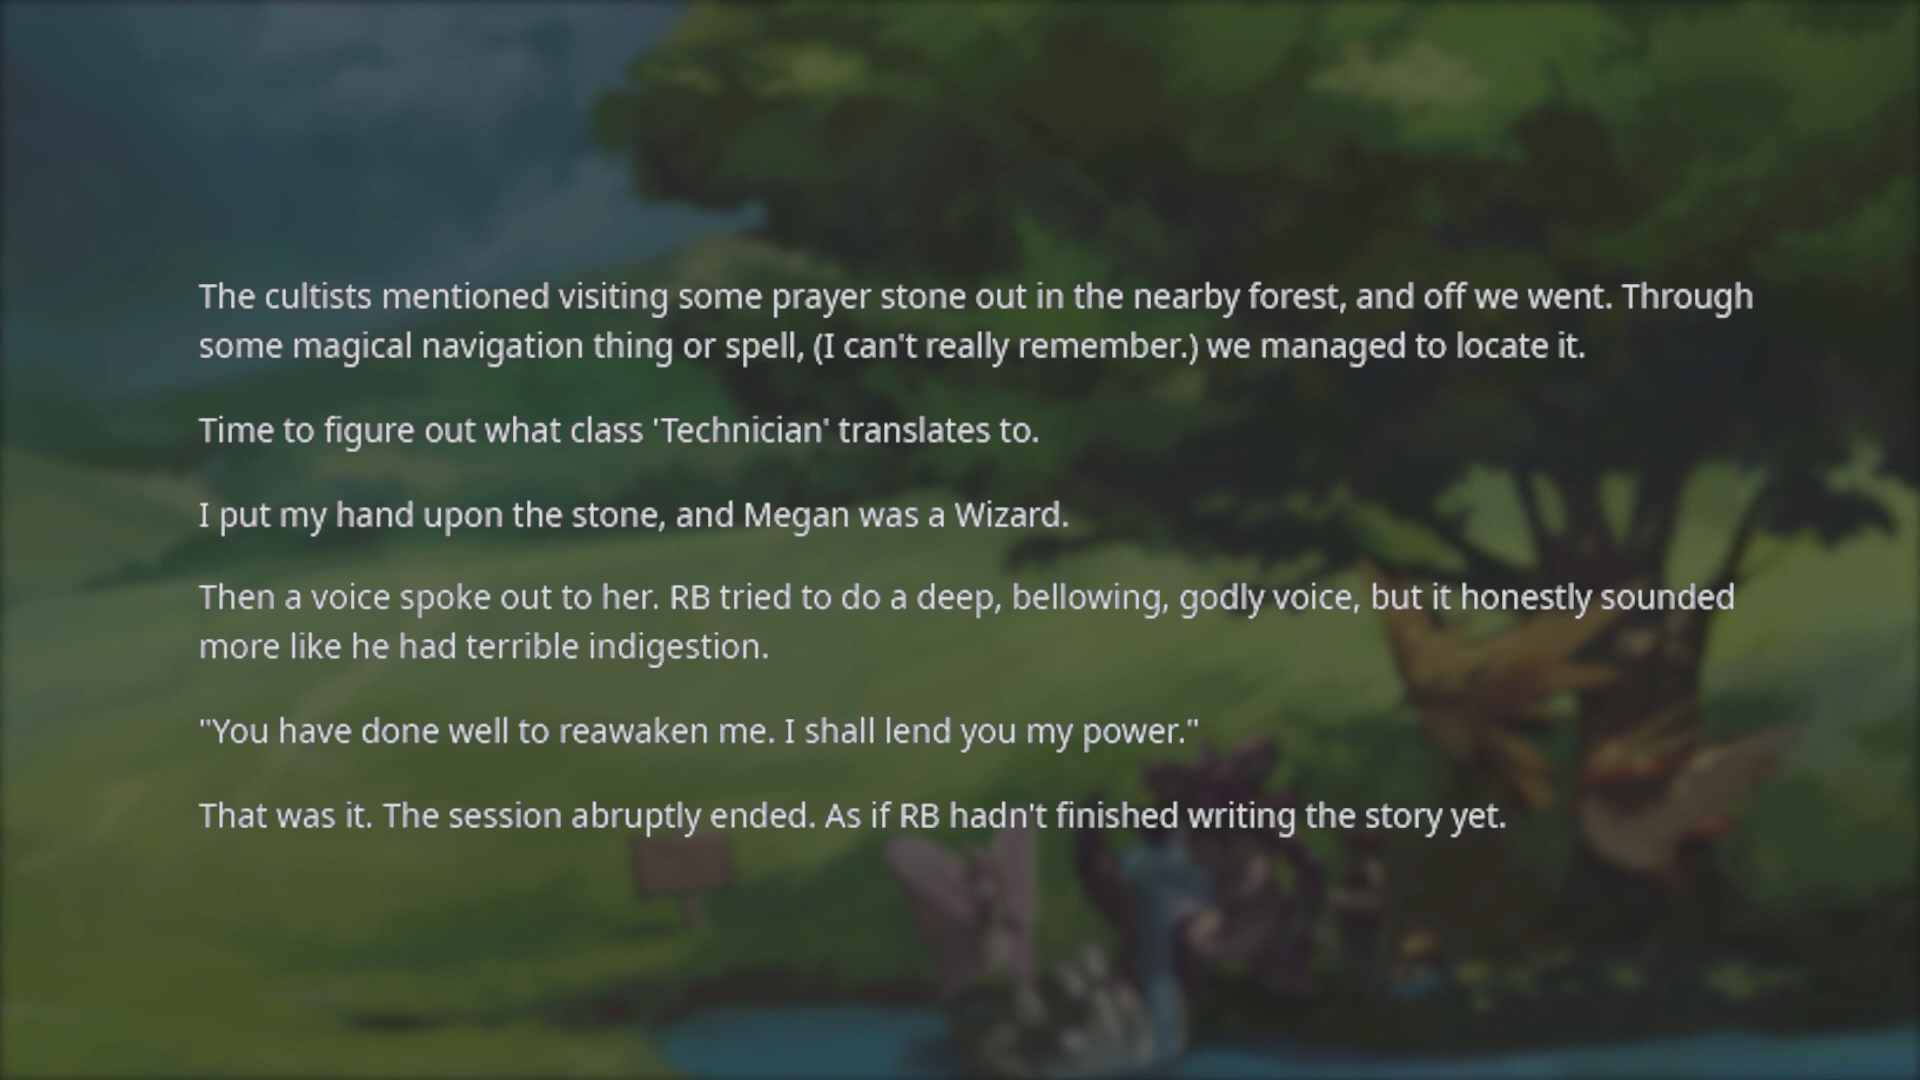 The cultists mentioned visiting some prayer stone out in the nearby forest, and off we went. Through
some magical navigation thing or spell, (I can't really remember.) we managed to locate it.
Time to figure out what class 'Technician' translates to.
I put my hand upon the stone, and Megan was a Wizard.
Then a voice spoke out to her. RB tried to do a deep, bellowing, godly voice, but it honestly sounded
more like he had terrible indigestion.
"You have done well to reawaken me. I shall lend you my power."
That was it. The session abruptly ended. As if RB hadn't finished writing the story yet.